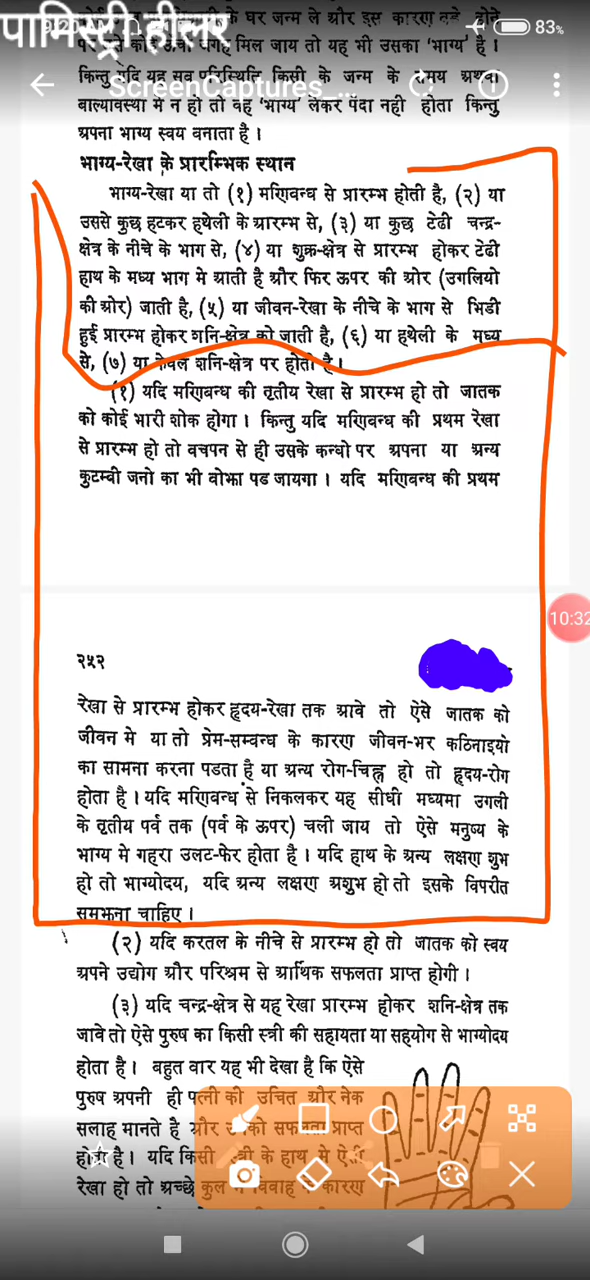 पामिस्ट्री हीलर
83%
घर जन्म ले और इस कारण
मिल जाय तो यह भी उसका 'भाग्य' है ।
ScreenCaptures_...
किन्तु यदि यह सब परिस्थिति किसी के जन्म के समय अथवा
बाल्यावस्था मे न हो तो वह 'भाग्य' लेकर पैदा नही होता किन्तु
अपना भाग्य स्वय बनाता है ।
भाग्य-रेखा के प्रारम्भिक स्थान
भाग्य-रेखा या तो (१) मणिबन्ध से प्रारम्भ होती है, (२) या
उससे कुछ हटकर हथेली के आरम्भ से, (३) या कुछ टेढी चन्द्र-
क्षेत्र के नीचे के भाग से, (४) या शुक्र-क्षेत्र से प्रारम्भ होकर टेढी
हाथ के मध्य भाग मे आती है और फिर ऊपर की ओर (उगलियो
की ओर) जाती है, (५) या जीवन-रेखा के नीचे के भाग से भिडी
हुई प्रारम्भ होकर शनि-क्षेत्र को जाती है, (६) या हथेली के मध्य
से, (७) या केवल शनि-क्षेत्र पर होती है ।
(१) यदि मणिबन्ध की तृतीय रेखा से प्रारम्भ हो तो जातक
को कोई भारी शोक होगा । किन्तु यदि मणिबन्ध की प्रथम रेखा
से प्रारम्भ हो तो बचपन से ही उसके कन्धो पर अपना या अन्य
कुटम्बी जनो का भी वोझा पड जायगा । यदि मणिबन्ध की प्रथम
10:32
२५२
रेखा से प्रारम्भ होकर हृदय-रेखा तक आवे तो ऐसे जातक को
जीवन मे या तो प्रेम-सम्बन्ध के कारण जीवन-भर कठिनाइयो
का सामना करना पडता है या अन्य रोग-चिह्न हो तो हृदय-रोग
होता है । यदि मणिबन्ध से निकलकर यह सीधी मध्यमा उगली
के तृतीय पर्व तक (पर्व के ऊपर) चली जाय तो ऐसे मनुष्य के
भाग्य मे गहरा उलट-फेर होता है । यदि हाथ के अन्य लक्षण शुभ
हो तो भाग्योदय, यदि अन्य लक्षण अशुभ हो तो इसके विपरीत
समझना चाहिए ।
(२) यदि करतल के नीचे से प्रारम्भ हो तो जातक को स्वय
अपने उद्योग और परिश्रम से आर्थिक सफलता प्राप्त होगी ।
(३) यदि चन्द्र-क्षेत्र से यह रेखा प्रारम्भ होकर शनि-क्षेत्र तक
जावे तो ऐसे पुरुष का किसी स्त्री की सहायता या सहयोग से भाग्योदय
होता है । बहुत वार यह भी देखा है कि ऐसे
पुरुष अपनी ही पत्नी की उचित और नेक
सलाह मानते है और को सफलता प्राप्त
होती है । यदि किसी स्त्री के हाथ मे ऐसी
रेखा हो तो अच्छे कुल मे विवाह के कारण